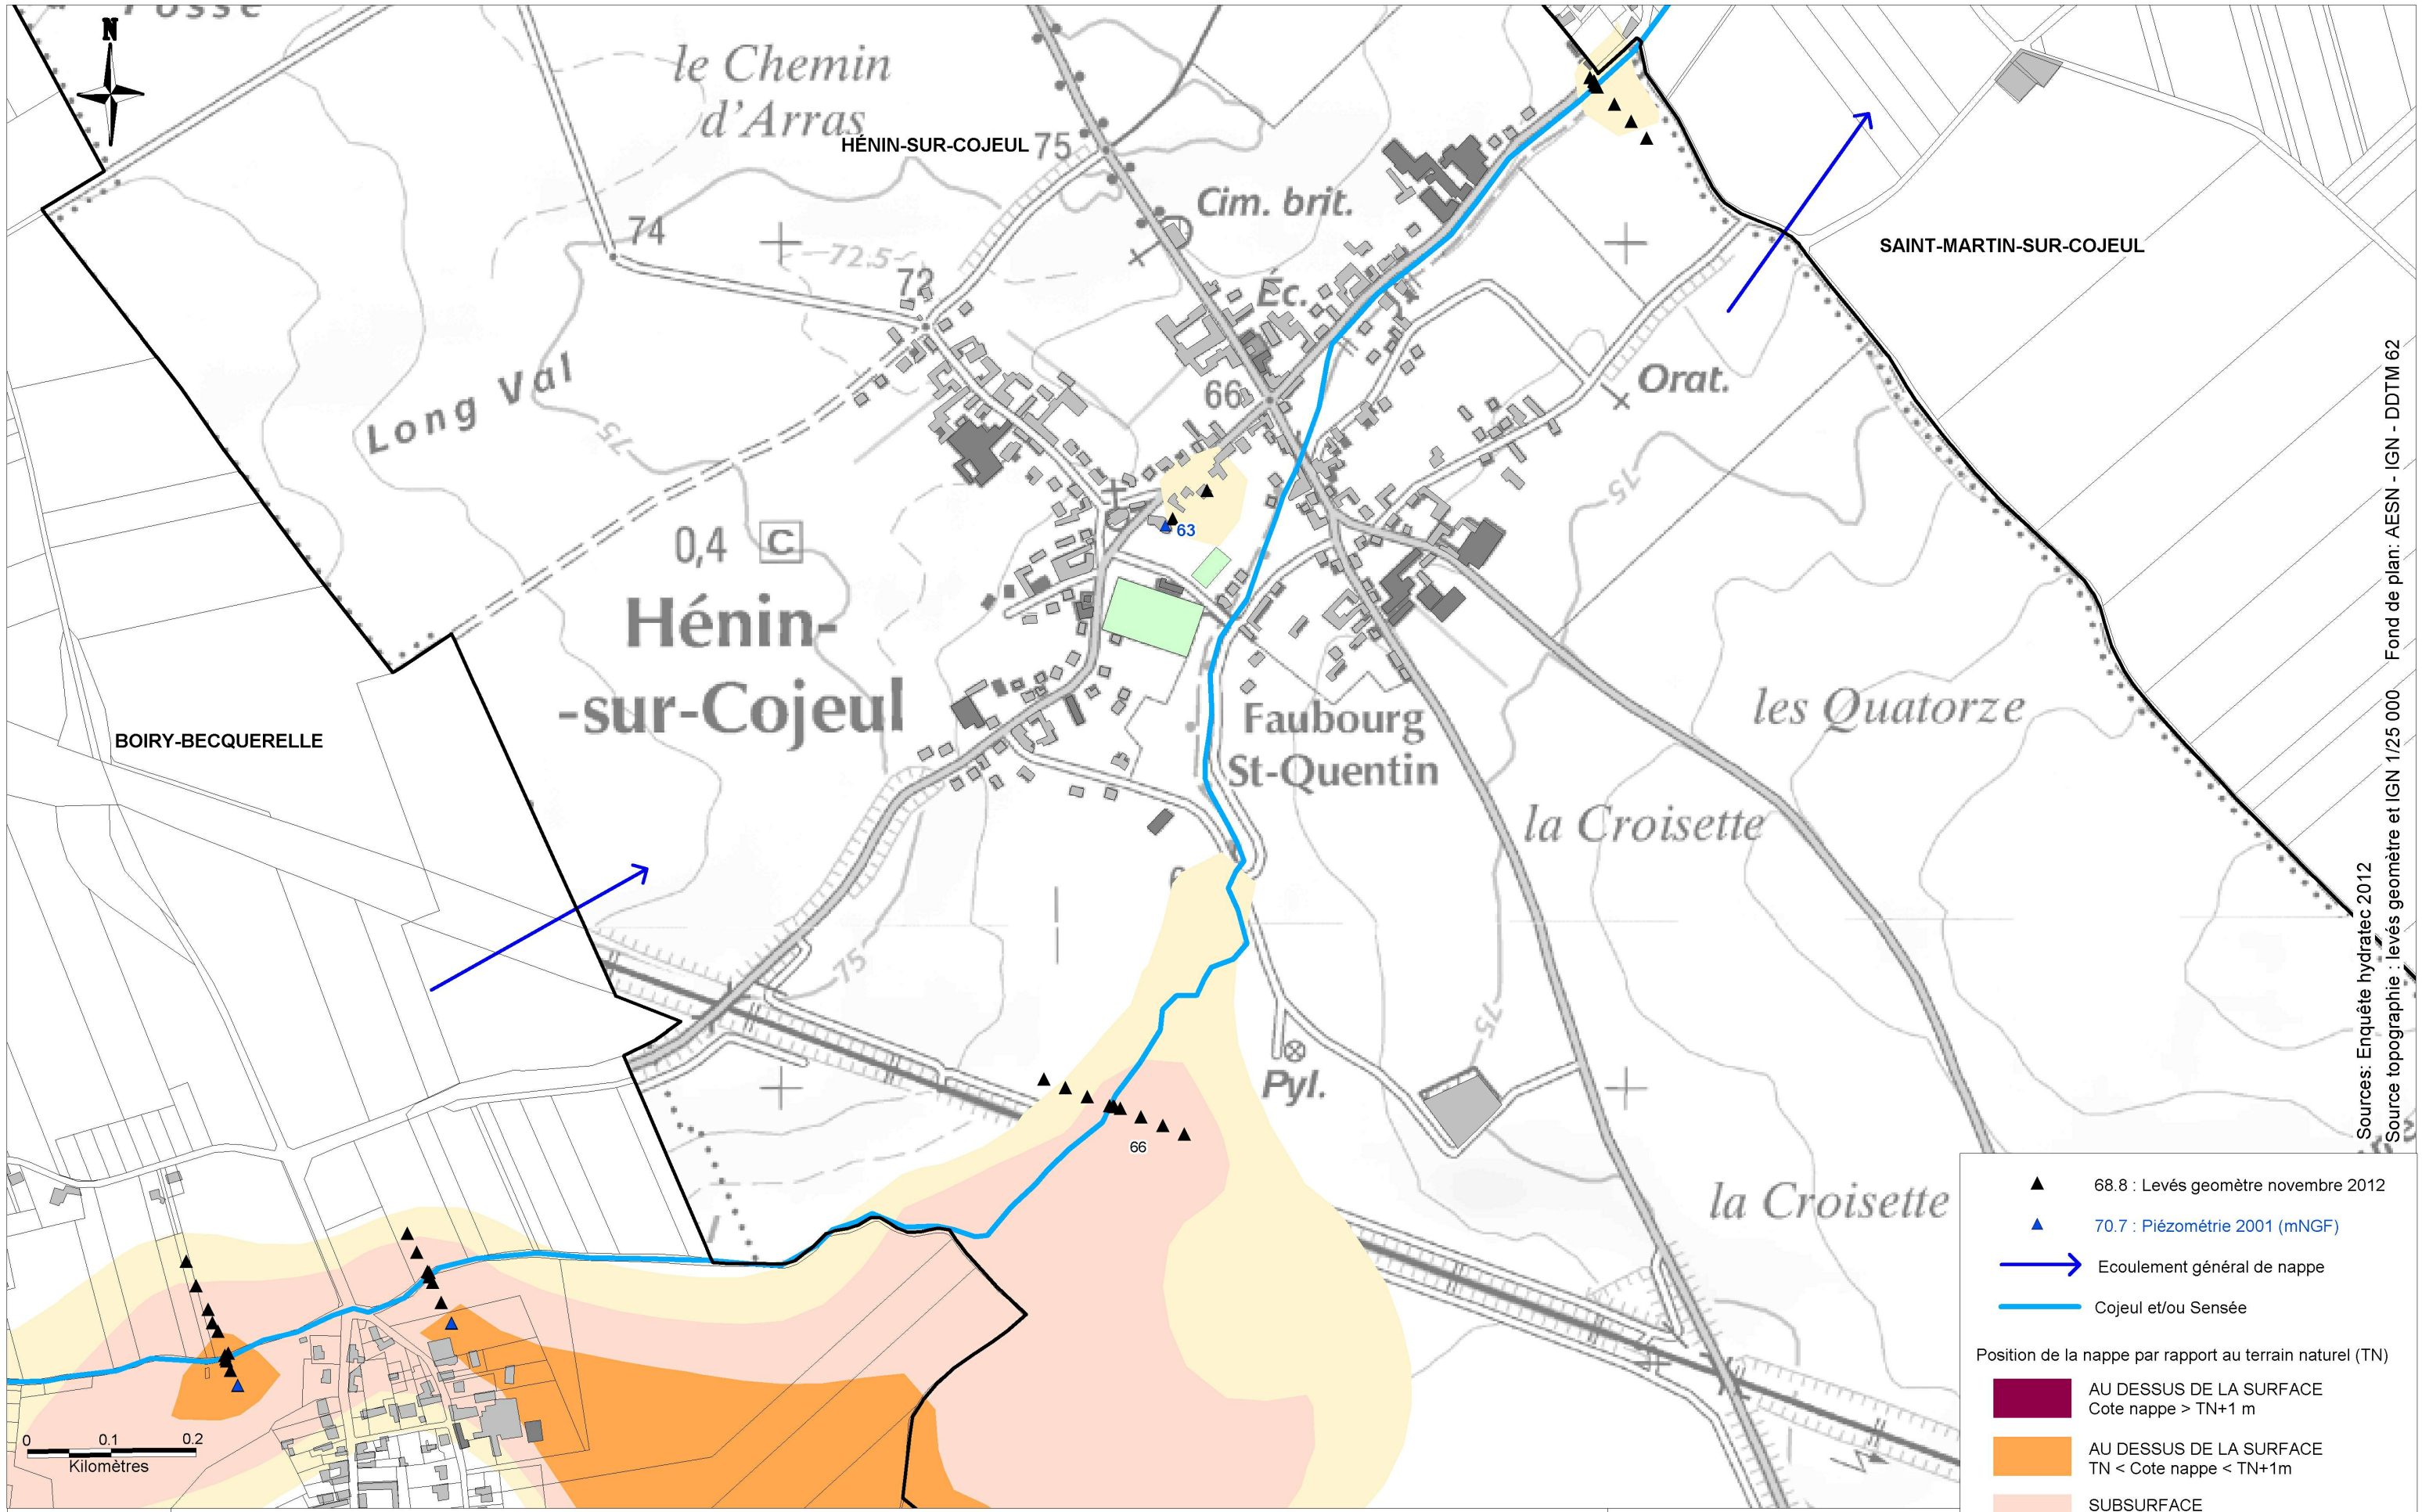 Fosse
N
le Chemin
d'Arras
HÉNIN-SUR-COJEUL
75
Cim. brit.
74
72.5
72
SAINT-MARTIN-SUR-COJEUL
Éc.
Long Val
75
66
Orat.
75
63
0,4 C
Hénin-
-sur-Cojeul
les Quatorze
Faubourg
St-Quentin
BOIRY-BECQUERELLE
la Croisette
6
75
75
Pyl.
66
la Croisette
Sources: Enquête hydratec 2012
Source topographie : levés geomètre et IGN 1/25 000 Fond de plan: AESN - IGN - DDTM 62
68.8 : Levés geomètre novembre 2012
70.7 : Piézométrie 2001 (mNGF)
Ecoulement général de nappe
Cojeul et/ou Sensée
Position de la nappe par rapport au terrain naturel (TN)
AU DESSUS DE LA SURFACE
Cote nappe > TN+1 m
AU DESSUS DE LA SURFACE
TN < Cote nappe < TN+1m
SUBSURFACE
0 0.1 0.2
Kilomètres